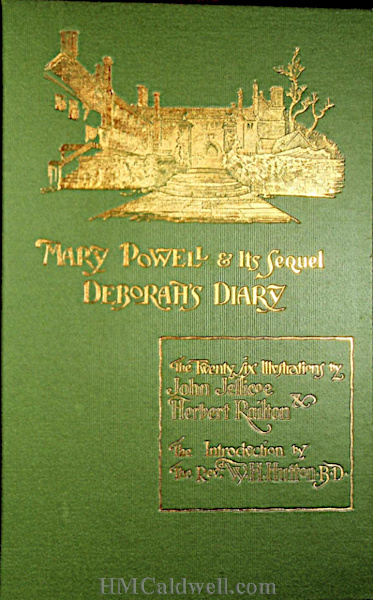 Mary Powell & Its Sequel
Deborah's Diary
The Twenty six Illustrations by
John Jellicoe
& Herbert Railton
The Introduction by
The Rev. W.H. Hutton B.D.
HMCaldwell.com